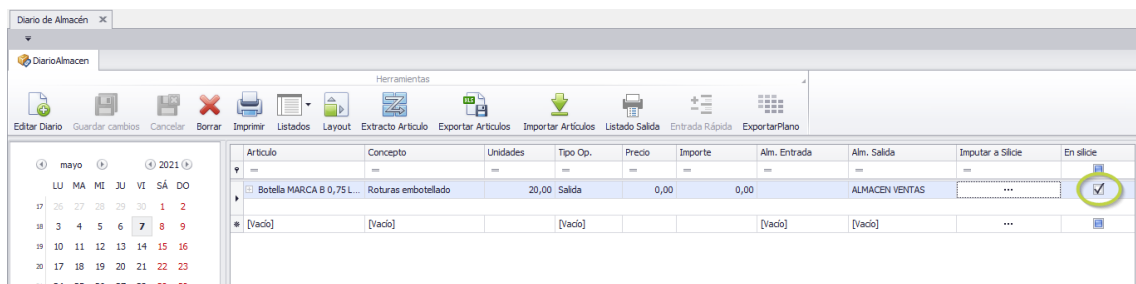 Diario de Almacén
DiarioAlmacen
Herramientas
Editar Diario Guardar cambios Cancelar Borrar Imprimir Listados Layout Extracto Articulo Exportar Articulos Importar Artículos Listado Salida Entrada Rápida ExportarPlano
mayo 2021
LU MA MI JU VI SÁ DO
17 26 27 28 29 30 1 2
18 3 4 5 6 7 8 9
19 10 11 12 13 14 15 16
20 17 18 19 20 21 22 23
Articulo Concepto Unidades Tipo Op. Precio Importe Alm. Entrada Alm. Salida Imputar a Silicie En silicie
= = = = = = = = =
Botella MARCA B 0,75 L... Roturas embotellado 20,00 Salida 0,00 0,00 ALMACEN VENTAS ...
[Vacío] [Vacío] [Vacío] [Vacío] [Vacío] ...